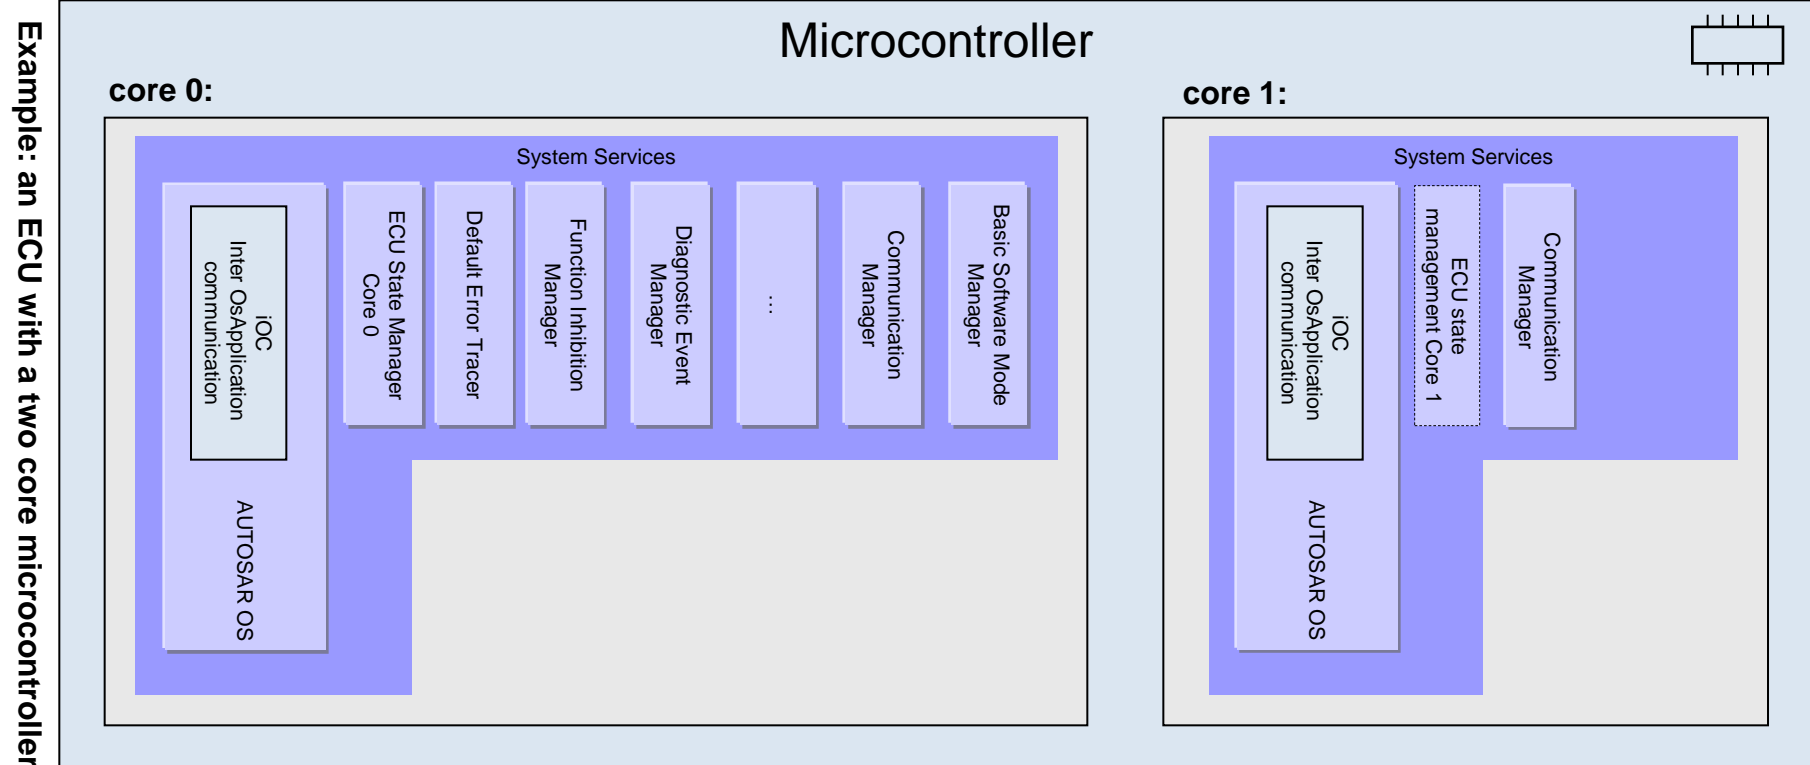 Example: an ECU with a two core microcontroller
Microcontroller
core 0:
System Services
iOC
Inter OsApplication
communication
AUTOSAR OS
ECU State Manager
Core 0
Default Error Tracer
Function Inhibition
Manager
Diagnostic Event
Manager
...
Communication
Manager
Basic Software Mode
Manager
core 1:
System Services
iOC
Inter OsApplication
communication
AUTOSAR OS
ECU state
management Core 1
Communication
Manager